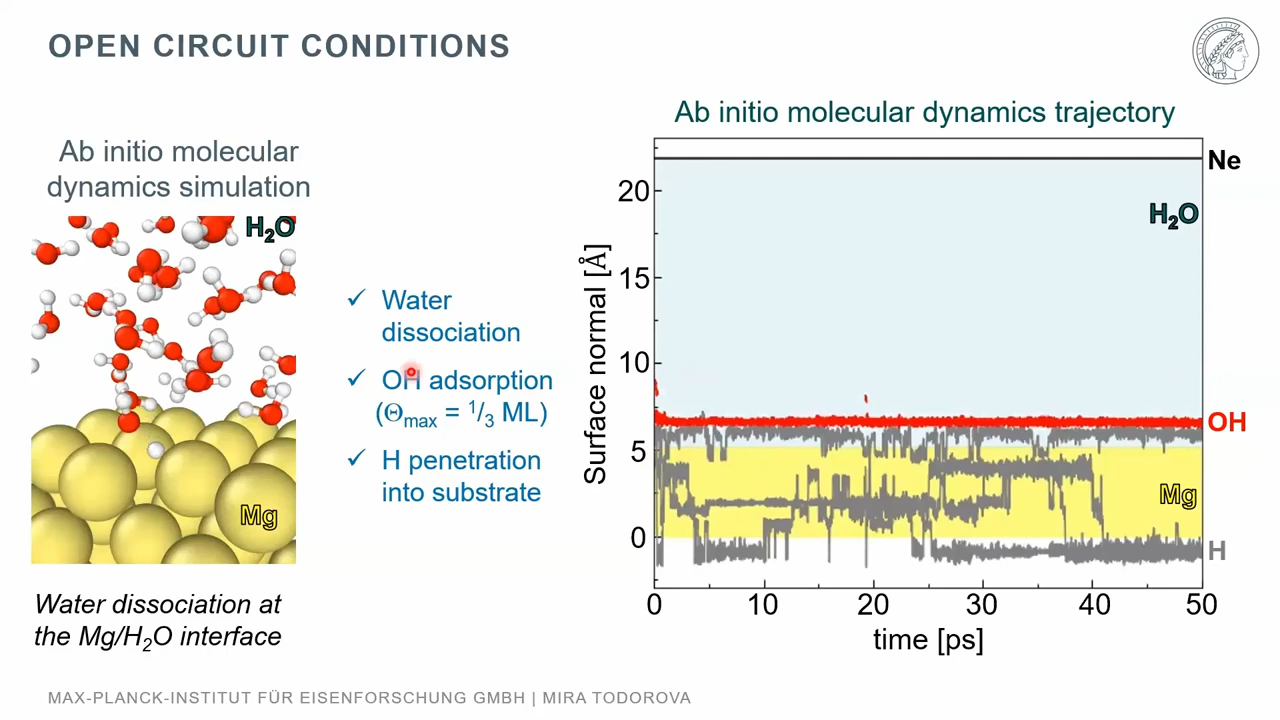 OPEN CIRCUIT CONDITIONS
Ab initio molecular
dynamics simulation
H₂O
Mg
Water dissociation at
the Mg/H₂O interface
✓ Water
dissociation
✓ OH adsorption
(Θmax = ¹/₃ ML)
✓ H penetration
into substrate
Ab initio molecular dynamics trajectory
Surface normal [Å]
20
15
10
5
0
Ne
H₂O
OH
Mg
H
0 10 20 30 40 50
time [ps]
MAX-PLANCK-INSTITUT FÜR EISENFORSCHUNG GMBH | MIRA TODOROVA